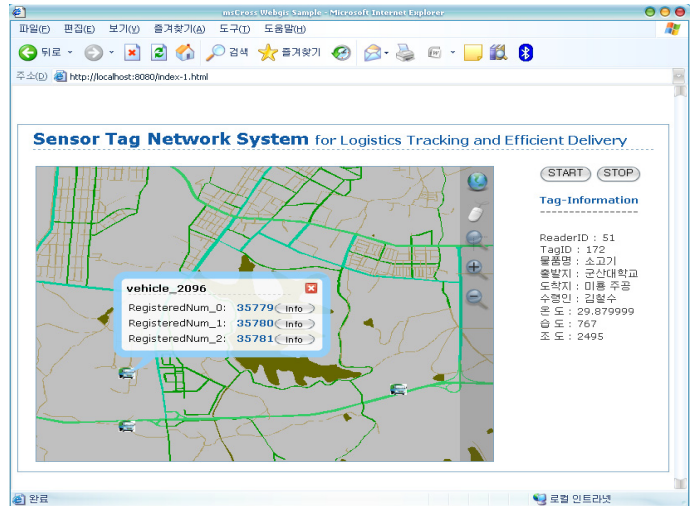 msCross Webgis Sample - Microsoft Internet Explorer
파일(F) 편집(E) 보기(V) 즐겨찾기(A) 도구(T) 도움말(H)
뒤로 검색 즐겨찾기
주소(D) http://localhost:8080/index-1.html
Sensor Tag Network System for Logistics Tracking and Efficient Delivery
START STOP
Tag-Information
-----------------
ReaderID : 51
TagID : 172
물품명 : 소고기
출발지 : 군산대학교
도착지 : 미룡 주공
수행인 : 김철수
온 도 : 29.879999
습 도 : 767
조 도 : 2495
vehicle_2096
RegisteredNum_0: 35779 Info
RegisteredNum_1: 35780 Info
RegisteredNum_2: 35781 Info
완료
로컬 인트라넷